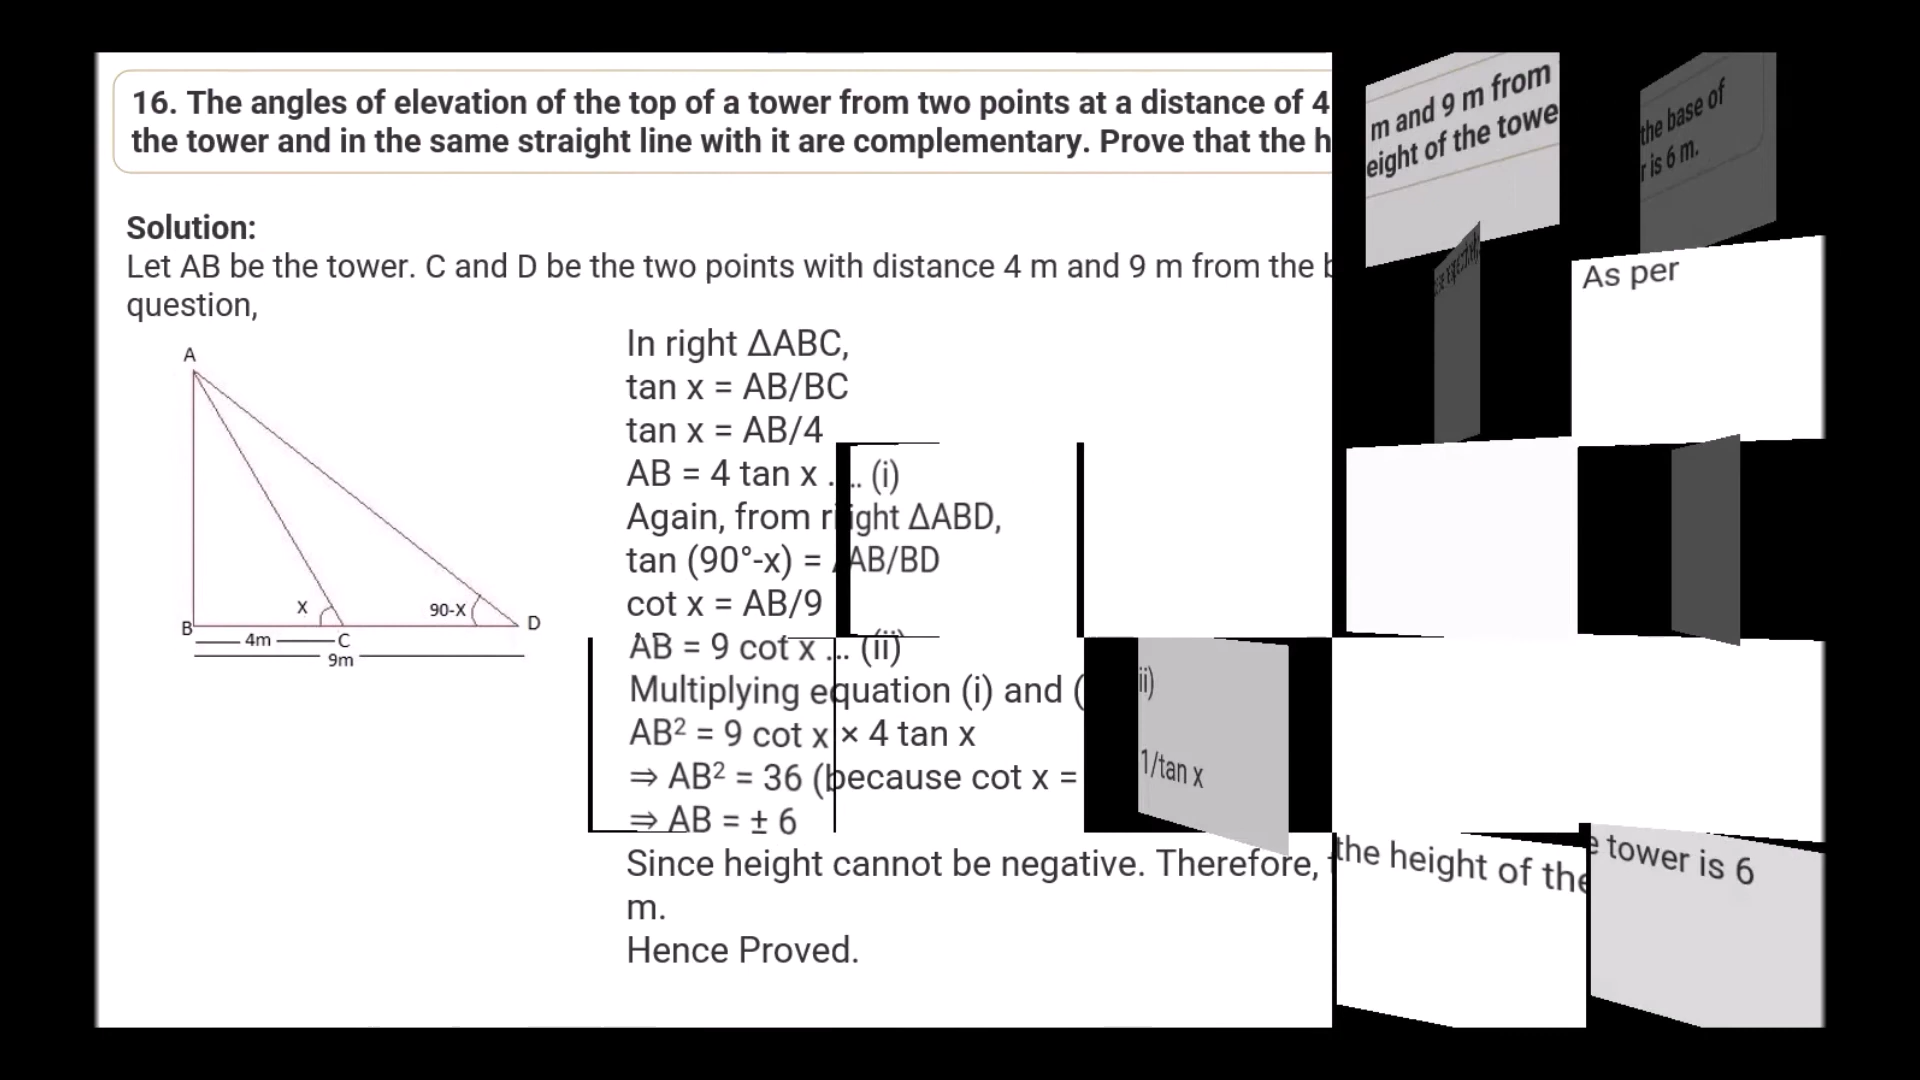 16. The angles of elevation of the top of a tower from two points at a distance of 4 m and 9 m from the base of
the tower and in the same straight line with it are complementary. Prove that the height of the tower is 6 m.
Solution:
Let AB be the tower. C and D be the two points with distance 4 m and 9 m from the As per
question,
A
B
4m
C
9m
X
90-X
D
In right ΔABC,
tan x = AB/BC
tan x = AB/4
AB = 4 tan x ... (i)
Again, from right ΔABD,
tan (90°-x) = AB/BD
cot x = AB/9
AB = 9 cot x ... (ii)
Multiplying equation (i) and (ii)
AB² = 9 cot x × 4 tan x
⇒ AB² = 36 (because cot x = 1/tan x
⇒ AB = ± 6
Since height cannot be negative. Therefore, the height of the tower is 6
m.
Hence Proved.